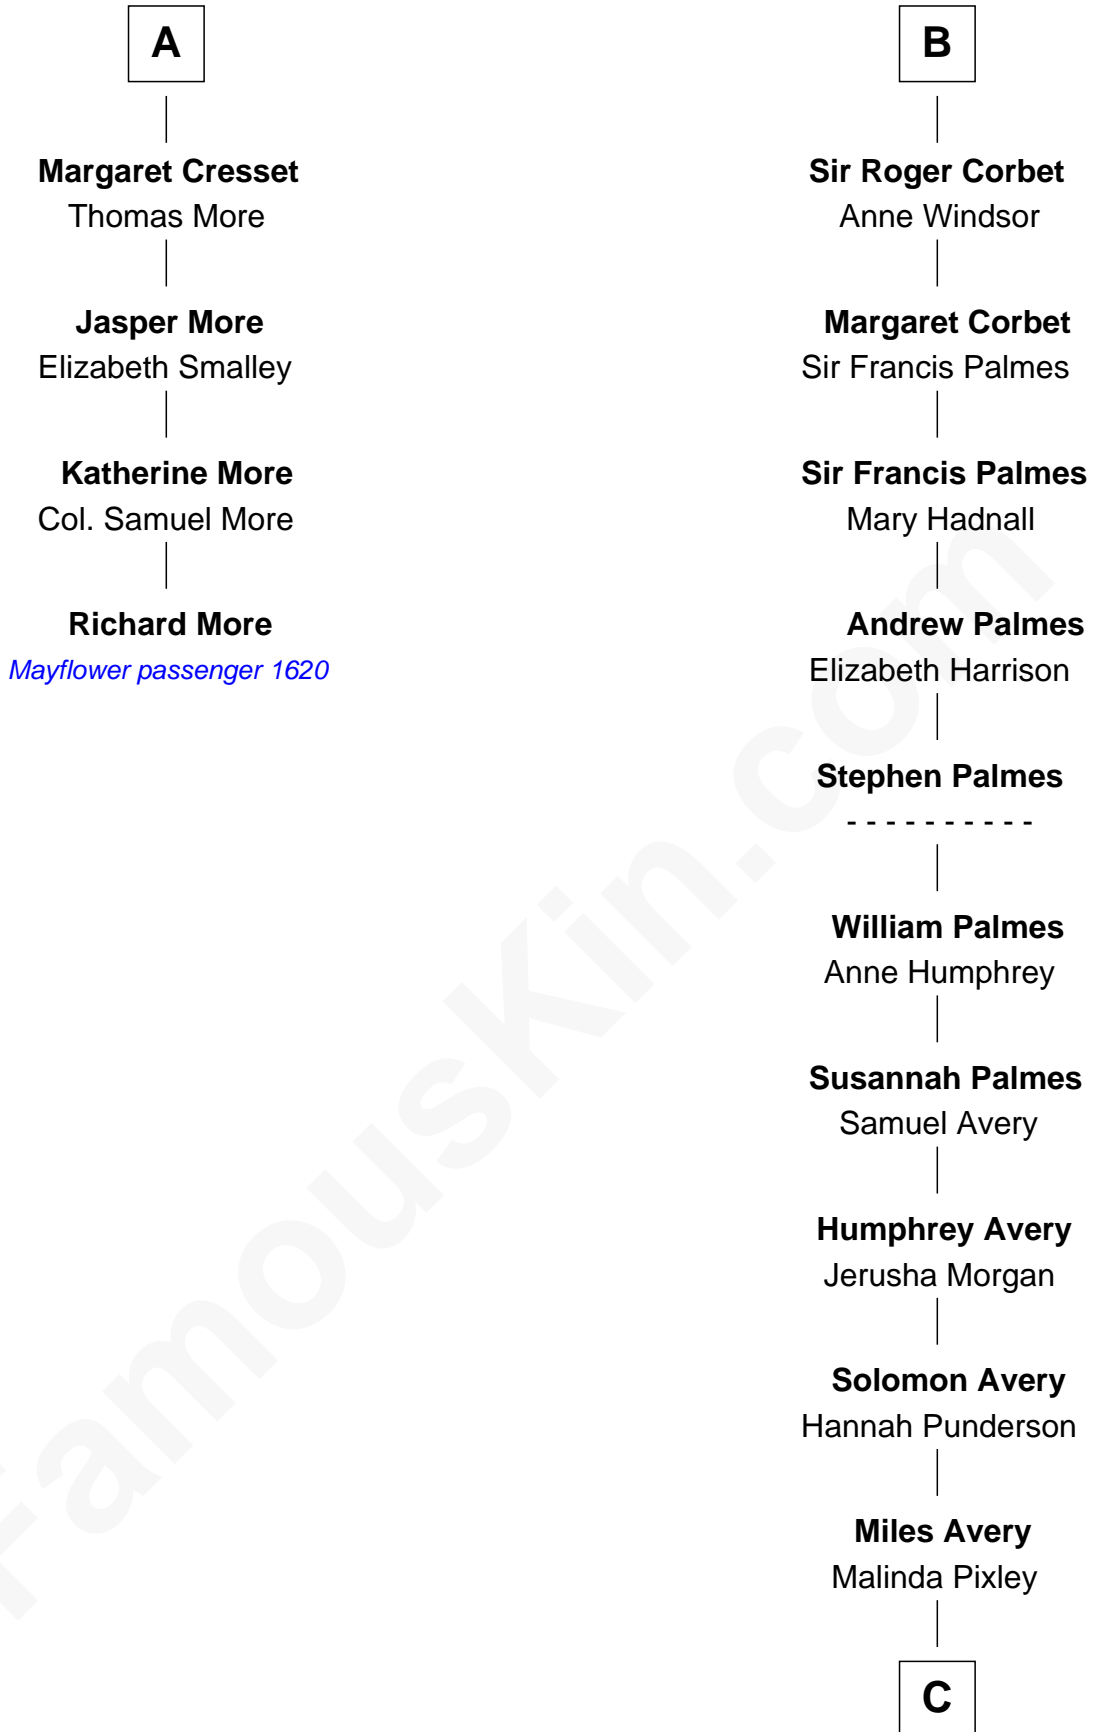 A
Margaret Cresset
Thomas More
Jasper More
Elizabeth Smalley
Katherine More
Col. Samuel More
Richard More
Mayflower passenger 1620
B
Sir Roger Corbet
Anne Windsor
Margaret Corbet
Sir Francis Palmes
Sir Francis Palmes
Mary Hadnall
Andrew Palmes
Elizabeth Harrison
Stephen Palmes
- - - - - - - - - -
William Palmes
Anne Humphrey
Susannah Palmes
Samuel Avery
Humphrey Avery
Jerusha Morgan
Solomon Avery
Hannah Punderson
Miles Avery
Malinda Pixley
C
FamousKin.com